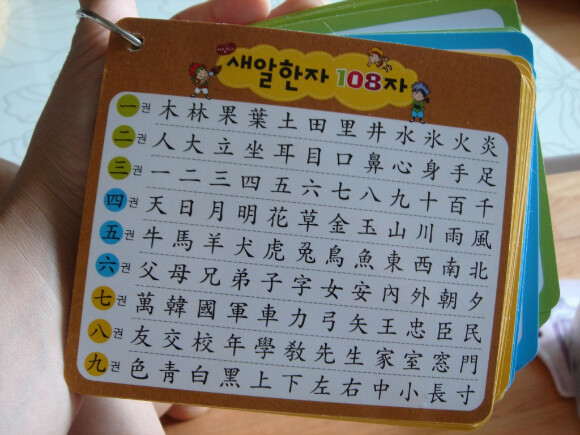 새알한자 108자
一권 木 林 果 葉 土 田 里 井 水 氷 火 炎
二권 人 大 立 坐 耳 目 口 鼻 心 身 手 足
三권 一 二 三 四 五 六 七 八 九 十 百 千
四권 天 日 月 明 花 草 金 玉 山 川 雨 風
五권 牛 馬 羊 犬 虎 兔 鳥 魚 東 西 南 北
六권 父 母 兄 弟 子 字 女 安 內 外 朝 夕
七권 萬 韓 國 軍 車 力 弓 矢 王 忠 臣 民
八권 友 交 校 年 學 敎 先 生 家 室 窓 門
九권 色 靑 白 黑 上 下 左 右 中 小 長 寸